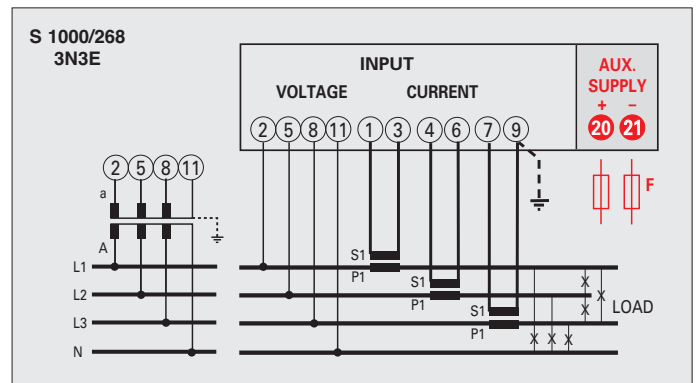 S 1000/268
3N3E
INPUT
VOLTAGE CURRENT
2 5 8 11 1 3 4 6 7 9
AUX.
SUPPLY
+ −
20 21
F
2 5 8 11
a
A
L1
L2
L3
N
S1
P1
S1
P1
S1
P1
X
X
X
X X X
LOAD